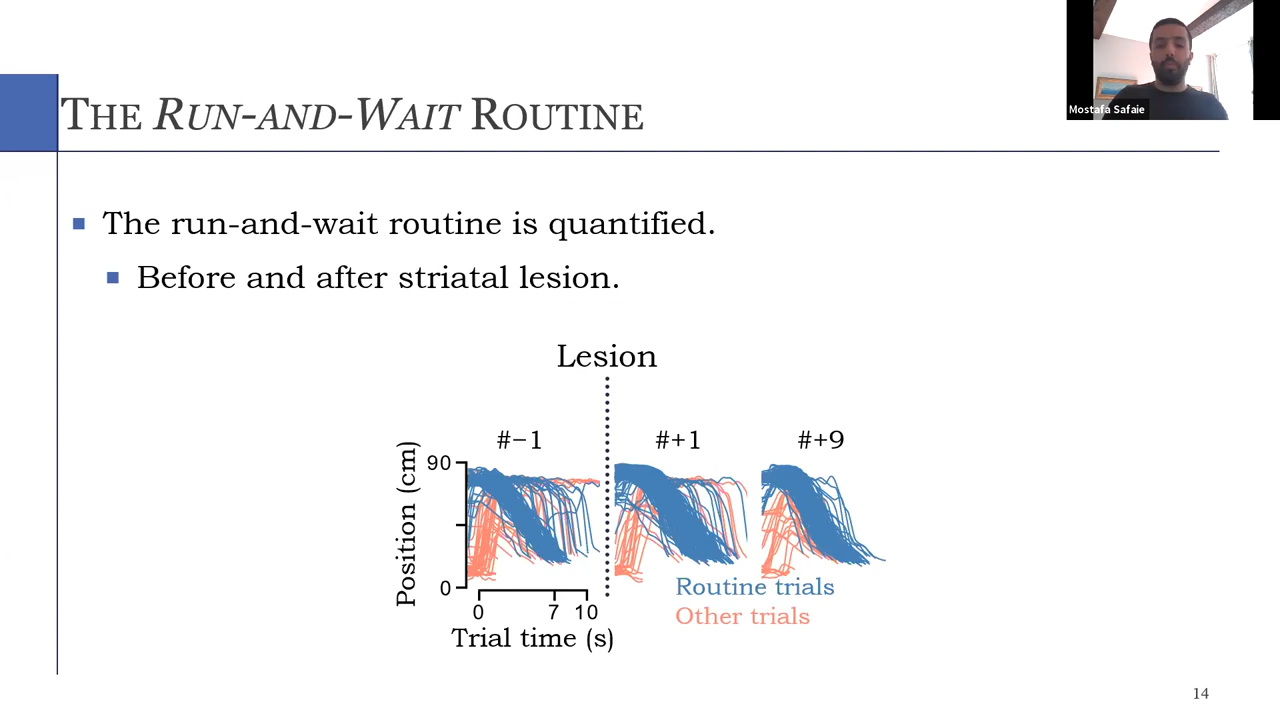 Mostafa Safaie
THE RUN-AND-WAIT ROUTINE
The run-and-wait routine is quantified.
Before and after striatal lesion.
Lesion
#−1 #+1 #+9
Position (cm)
90
0
0 7 10
Trial time (s)
Routine trials
Other trials
14